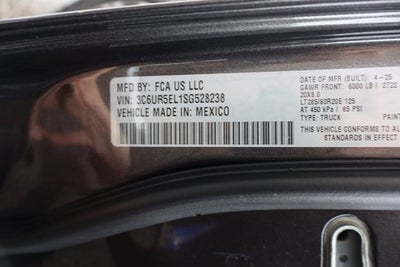 MFD BY: FCA US LLC
VIN: 3C6UR5EL1SG528238
VEHICLE MADE IN: MEXICO
DATE OF MFR (BUILT): 4-25
GAWR FRONT: 6000 LB / 2722
20X8.0
LT285/60R20E 125
AT 450 kPa / 65 PSI
TYPE: TRUCK PAINT
THIS VEHICLE CONFORMS TO ALL
STANDARDS IN EFFECT